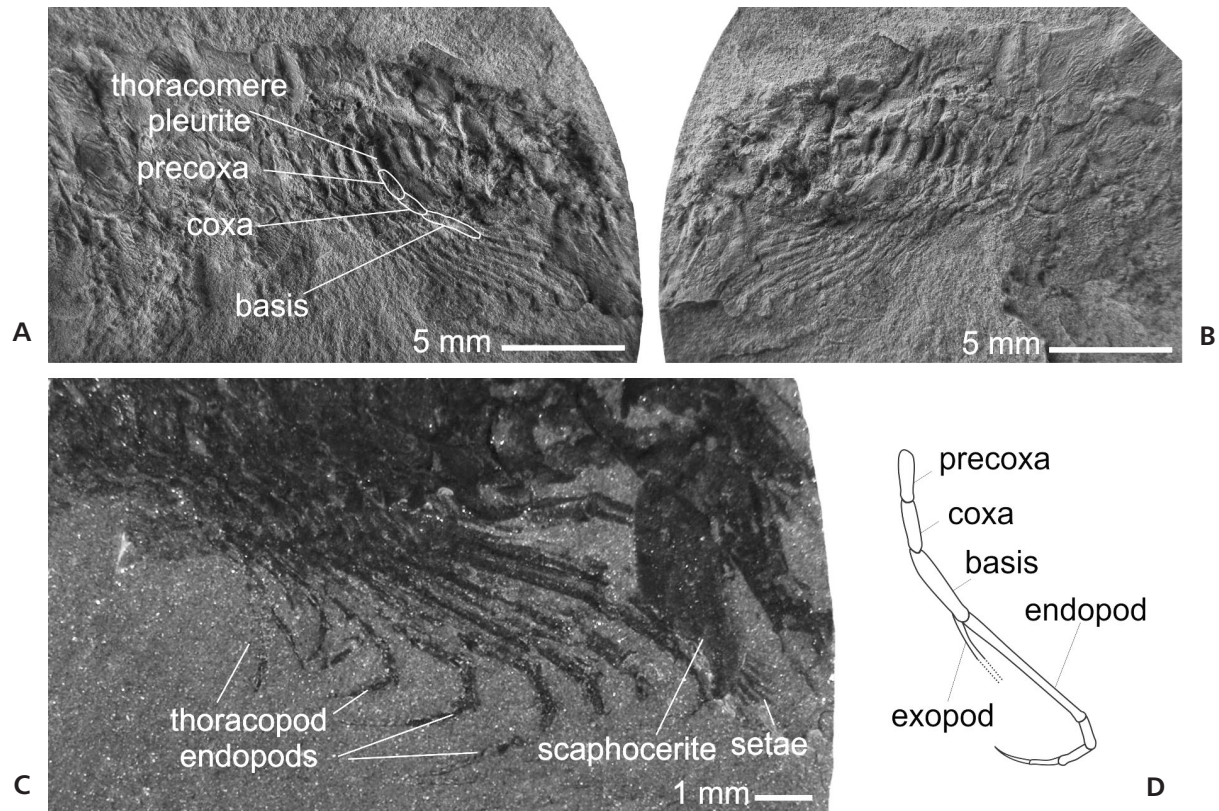 thoracomere
pleurite
precoxa
coxa
basis
A
5 mm
5 mm
B
thoracopod
endopods
scaphocerite
setae
C
1 mm
precoxa
coxa
basis
endopod
exopod
D